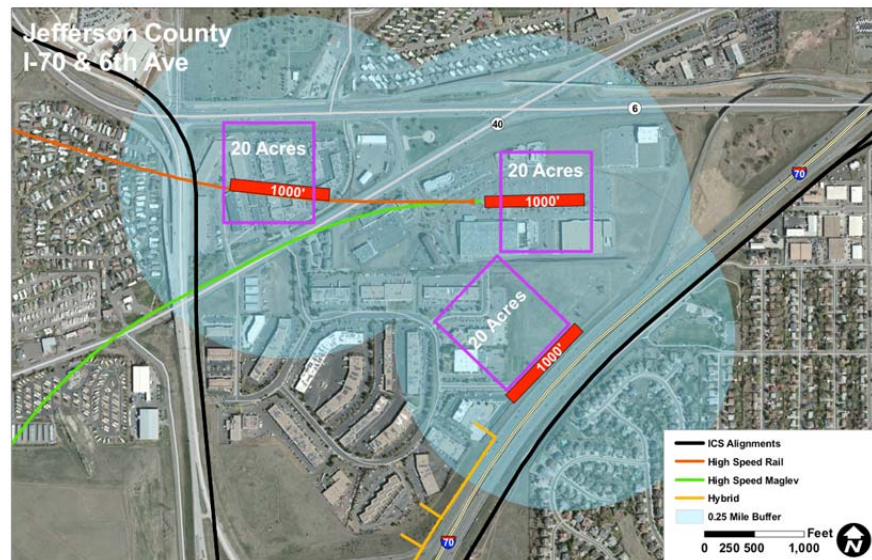 Jefferson County
I-70 & 6th Ave
6
40
20 Acres
20 Acres
70
1000'
1000'
20 Acres
1000'
ICS Alignments
High Speed Rail
High Speed Maglev
Hybrid
0.25 Mile Buffer
Feet
0 250 500 1,000
N
70